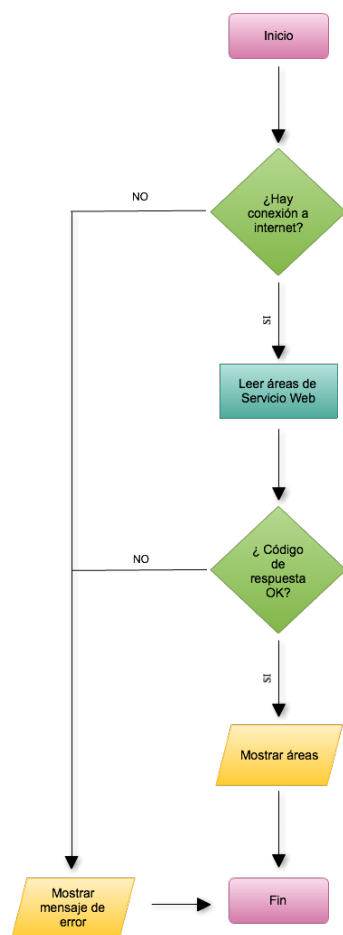 Inicio
¿Hay
conexión a
internet?
NO
SI
Leer áreas de
Servicio Web
¿ Código
de
respuesta
OK?
NO
SI
Mostrar áreas
Mostrar
mensaje de
error
Fin